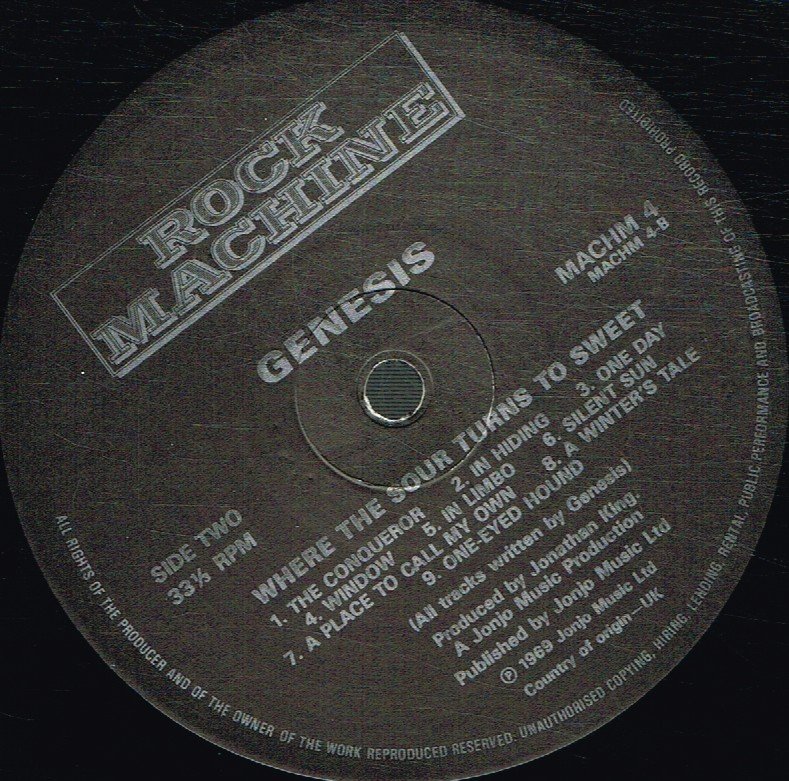 ROCK
MACHINE
GENESIS
MACHM 4
MACHM 4-B
SIDE TWO
33⅓ RPM
WHERE THE SOUR TURNS TO SWEET
1. THE CONQUEROR 2. IN HIDING 3. ONE DAY
4. WINDOW 5. IN LIMBO 6. SILENT SUN
7. A PLACE TO CALL MY OWN 8. A WINTER'S TALE
9. ONE-EYED HOUND
(All tracks written by Genesis)
Produced by Jonathan King.
A Jonjo Music Production
Published by Jonjo Music Ltd
℗ 1969 Jonjo Music Ltd
Country of origin—UK
ALL RIGHTS OF THE PRODUCER AND OF THE OWNER OF THE WORK REPRODUCED RESERVED. UNAUTHORISED COPYING, HIRING, LENDING, RENTAL, PUBLIC PERFORMANCE AND BROADCASTING OF THIS RECORD PROHIBITED